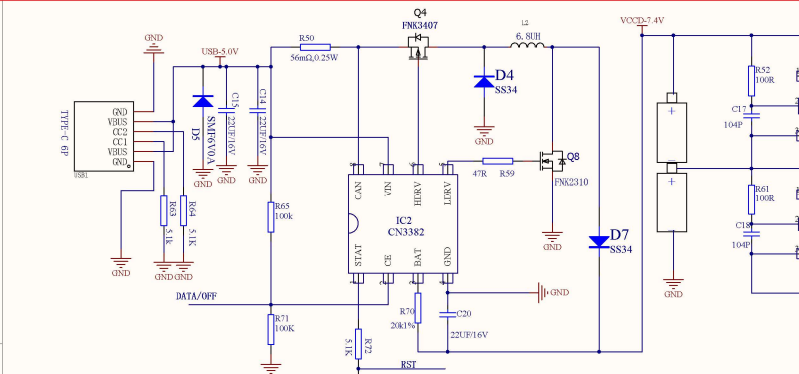 Q4
FNK3407
L2
6.8UH
VCCD-7.4V
GND
USB-5.0V
R50
56mΩ,0.25W
D4
SS34
GND
R52
100R
C17
104P
TYPE-C 6P
GND
VBUS
CC2
CC1
VBUS
GND
USB1
D5
SMF6V0A
C15
22UF/16V
C14
22UF/16V
GND
GND
GND
R63
5.1k
R64
5.1K
GND
GND
GND
R65
100k
CAN
VIN
HDRV
LDRV
IC2
CN3382
STAT
CE
BAT
GND
47R
R59
Q8
FNK2310
GND
D7
SS34
R61
100R
C18
104P
GND
DATA/OFF
R71
100K
R70
20k1%
C20
22UF/16V
GND
5.1K
R72
RST